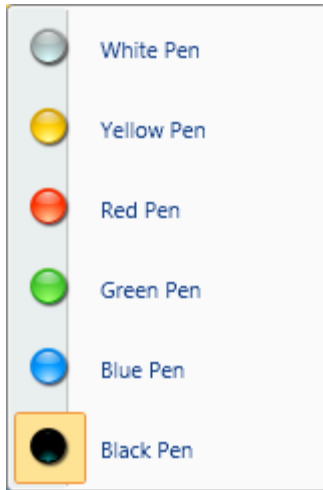 White Pen
Yellow Pen
Red Pen
Green Pen
Blue Pen
Black Pen